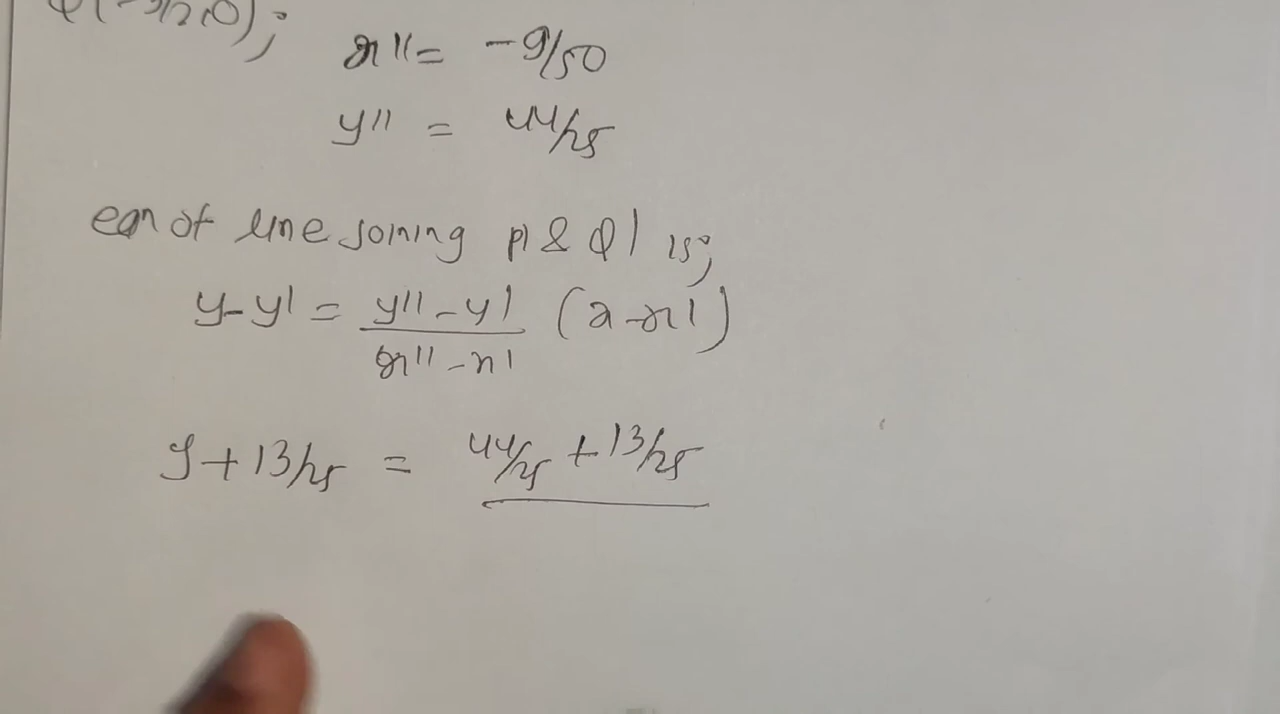 x'' = -9/50
y'' = 44/25
eqn of line joining p' & Q' is;
y-y' = y''-y' / x''-x' (x-x')
y+13/25 = 44/25 + 13/25